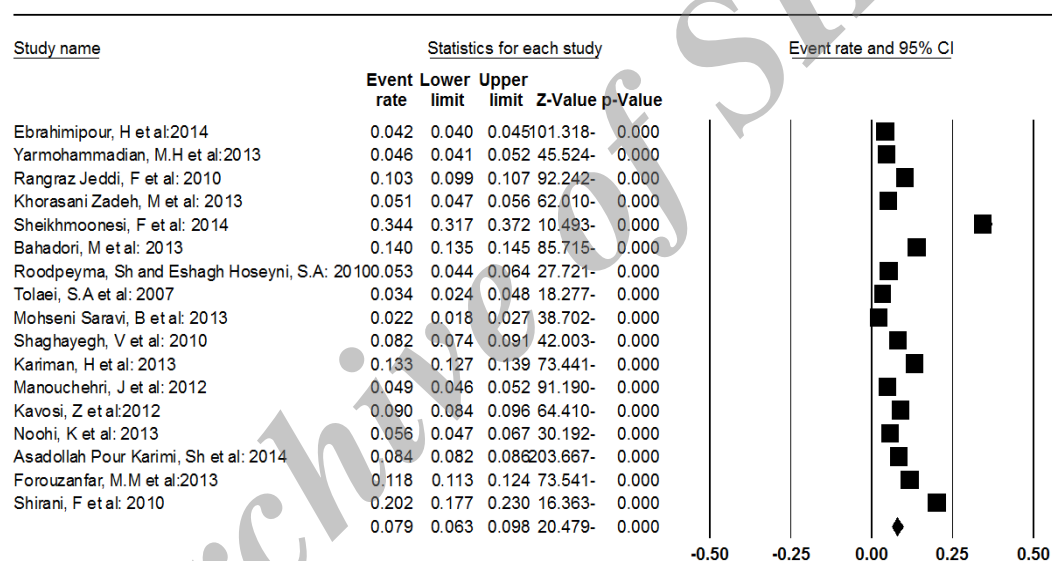 Study name Statistics for each study Event rate and 95% CI
Event Lower Upper
rate limit limit Z-Value p-Value
Ebrahimipour, H et al:2014 0.042 0.040 0.045 101.318- 0.000
Yarmohammadian, M.H et al:2013 0.046 0.041 0.052 45.524- 0.000
Rangraz Jeddi, F et al: 2010 0.103 0.099 0.107 92.242- 0.000
Khorasani Zadeh, M et al: 2013 0.051 0.047 0.056 62.010- 0.000
Sheikhmoonesi, F et al: 2014 0.344 0.317 0.372 10.493- 0.000
Bahadori, M et al: 2013 0.140 0.135 0.145 85.715- 0.000
Roodpeyma, Sh and Eshagh Hoseyni, S.A: 2010 0.053 0.044 0.064 27.721- 0.000
Tolaei, S.A et al: 2007 0.034 0.024 0.048 18.277- 0.000
Mohseni Saravi, B et al: 2013 0.022 0.018 0.027 38.702- 0.000
Shaghayegh, V et al: 2010 0.082 0.074 0.091 42.003- 0.000
Kariman, H et al: 2013 0.133 0.127 0.139 73.441- 0.000
Manouchehri, J et al: 2012 0.049 0.046 0.052 91.190- 0.000
Kavosi, Z et al:2012 0.090 0.084 0.096 64.410- 0.000
Noohi, K et al: 2013 0.056 0.047 0.067 30.192- 0.000
Asadollah Pour Karimi, Sh et al: 2014 0.084 0.082 0.086 203.667- 0.000
Forouzanfar, M.M et al:2013 0.118 0.113 0.124 73.541- 0.000
Shirani, F et al: 2010 0.202 0.177 0.230 16.363- 0.000
0.079 0.063 0.098 20.479- 0.000
-0.50 -0.25 0.00 0.25 0.50
rchive of S